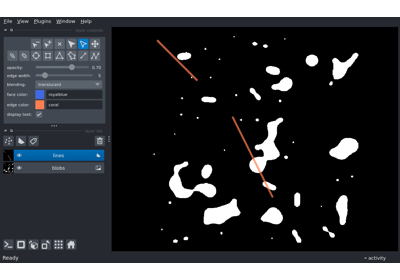 File View Plugins Window Help
opacity: 0.70
edge width: 5
blending: translucent
face color: royalblue
edge color: coral
display text: ✓
lines
blobs
Ready
activity